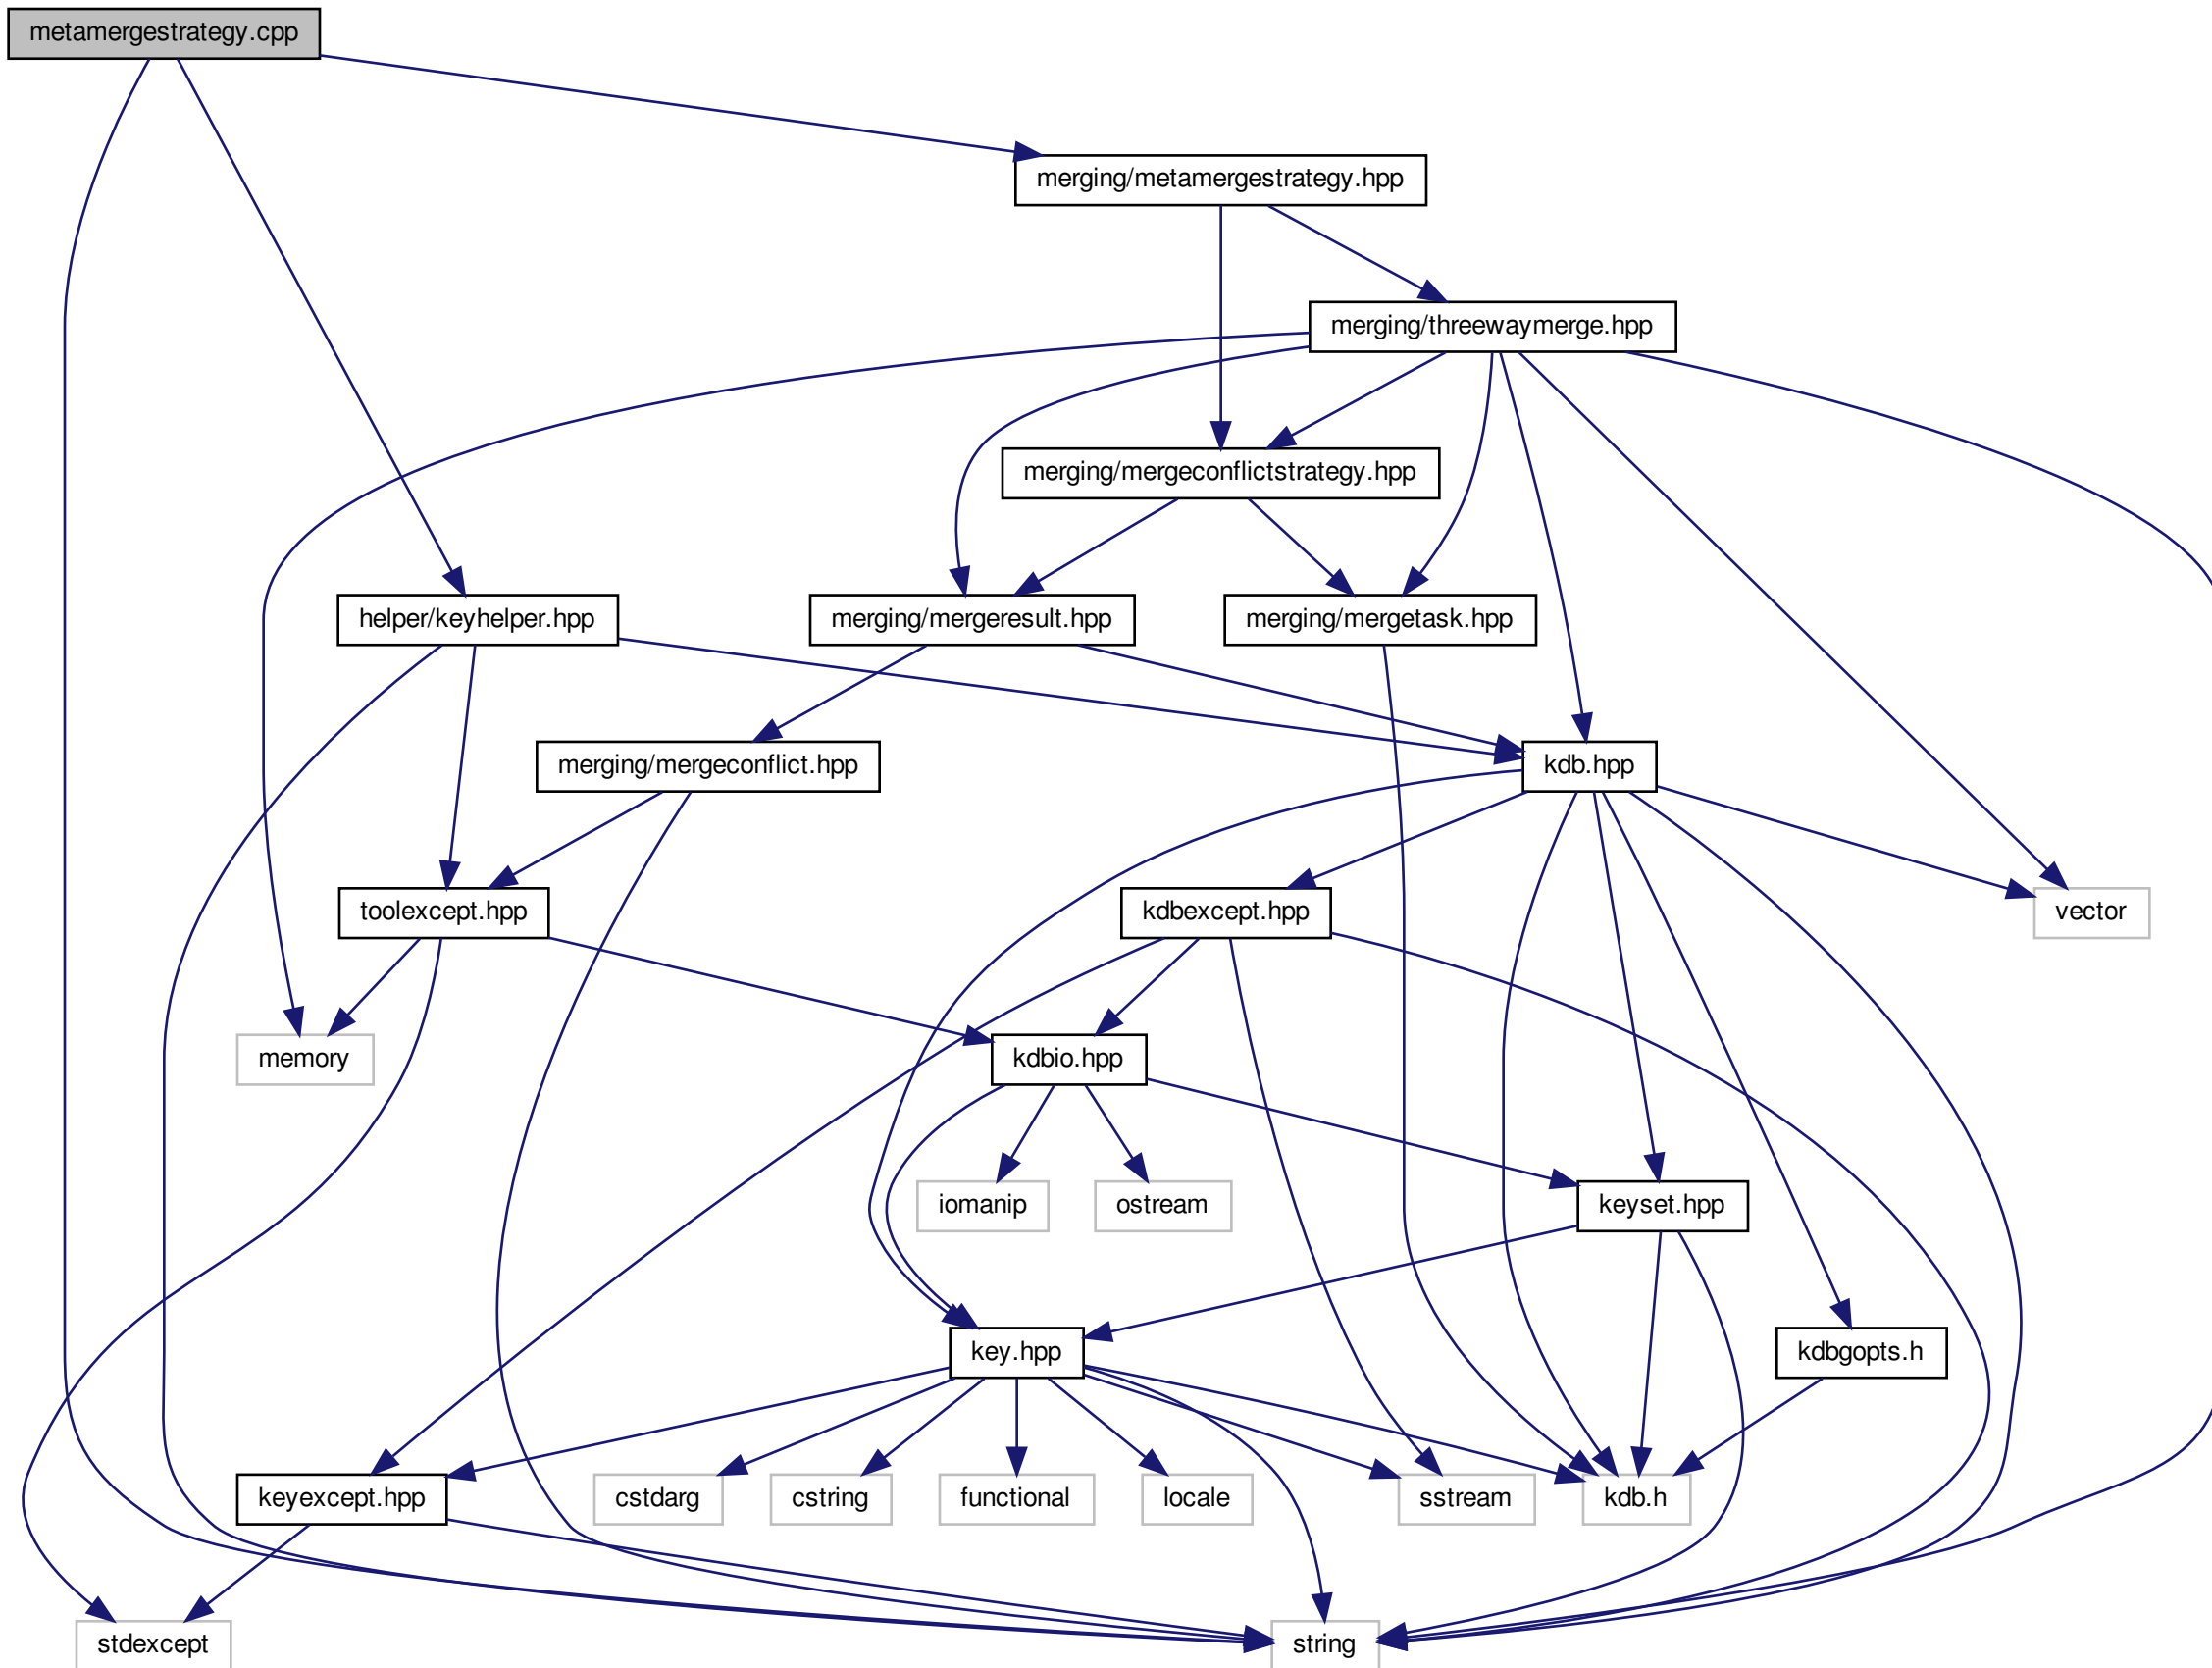 metamergestrategy.cpp
merging/metamergestrategy.hpp
merging/threewaymerge.hpp
merging/mergeconflictstrategy.hpp
helper/keyhelper.hpp
merging/mergeresult.hpp
merging/mergetask.hpp
merging/mergeconflict.hpp
kdb.hpp
toolexcept.hpp
kdbexcept.hpp
vector
memory
kdbio.hpp
iomanip
ostream
keyset.hpp
key.hpp
kdbgopts.h
keyexcept.hpp
cstdarg
cstring
functional
locale
sstream
kdb.h
stdexcept
string